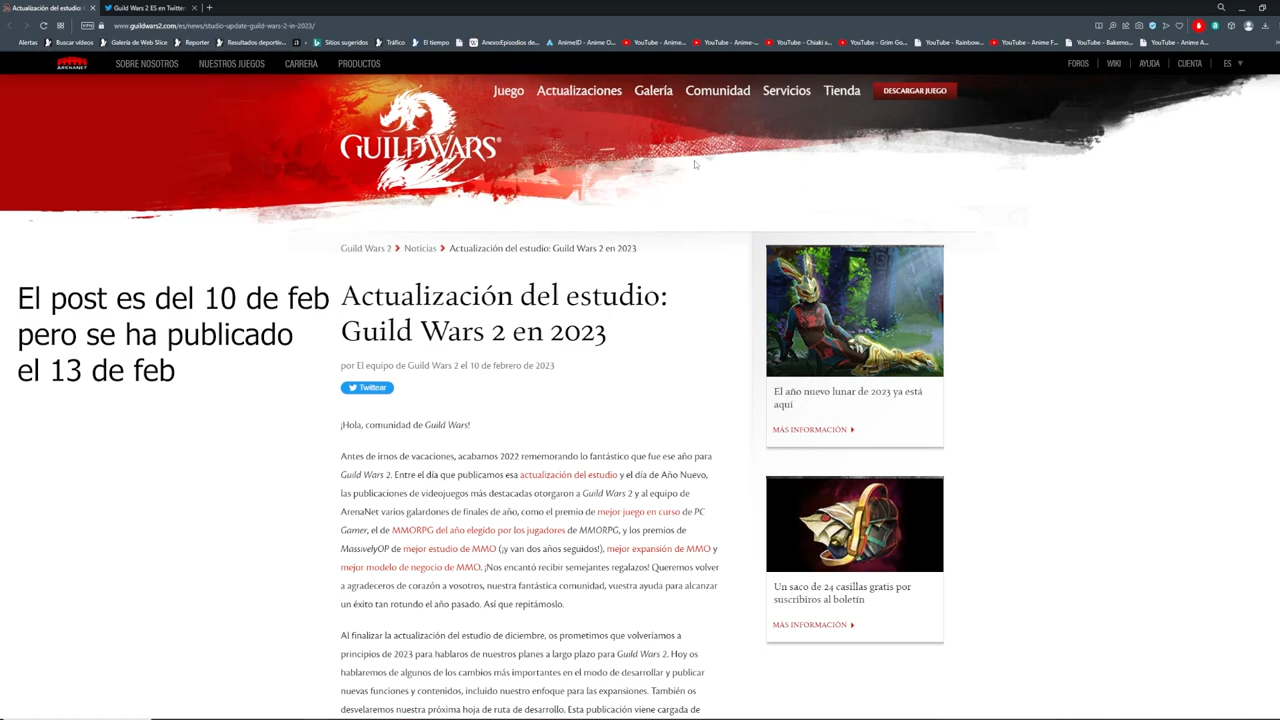 Actualización del estudio:
Guild Wars 2 ES en Twitter
www.guildwars2.com/es/news/studio-update-guild-wars-2-in-2023/
VPN
Alertas
Buscar vídeos
Galería de Web Slice
Reporter
Resultados deportiv...
Sitios sugeridos
Tráfico
El tiempo
AnexoEpisodios de...
AnimeID - Anime O...
YouTube - Anime...
YouTube - Anime-...
YouTube - Chiaki x...
YouTube - Grim Go...
YouTube - Rainbow...
YouTube - Anime F...
YouTube - Bakemo...
YouTube - Anime A...
ARENANET
SOBRE NOSOTROS
NUESTROS JUEGOS
CARRERA
PRODUCTOS
FOROS
WIKI
AYUDA
CUENTA
ES
Juego
Actualizaciones
Galería
Comunidad
Servicios
Tienda
DESCARGAR JUEGO
GUILDWARS
2
Guild Wars 2 > Noticias > Actualización del estudio: Guild Wars 2 en 2023
El post es del 10 de feb
pero se ha publicado
el 13 de feb
Actualización del estudio:
Guild Wars 2 en 2023
por El equipo de Guild Wars 2 el 10 de febrero de 2023
Twittear
¡Hola, comunidad de Guild Wars!
Antes de irnos de vacaciones, acabamos 2022 rememorando lo fantástico que fue ese año para
Guild Wars 2. Entre el día que publicamos esa actualización del estudio y el día de Año Nuevo,
las publicaciones de videojuegos más destacadas otorgaron a Guild Wars 2 y al equipo de
ArenaNet varios galardones de finales de año, como el premio de mejor juego en curso de PC
Gamer, el de MMORPG del año elegido por los jugadores de MMORPG, y los premios de
MassivelyOP de mejor estudio de MMO (¡y van dos años seguidos!), mejor expansión de MMO y
mejor modelo de negocio de MMO. ¡Nos encantó recibir semejantes regalazos! Queremos volver
a agradeceros de corazón a vosotros, nuestra fantástica comunidad, vuestra ayuda para alcanzar
un éxito tan rotundo el año pasado. Así que repitámoslo.
Al finalizar la actualización del estudio de diciembre, os prometimos que volveríamos a
principios de 2023 para hablaros de nuestros planes a largo plazo para Guild Wars 2. Hoy os
hablaremos de algunos de los cambios más importantes en el modo de desarrollar y publicar
nuevas funciones y contenidos, incluido nuestro enfoque para las expansiones. También os
desvelaremos nuestra próxima hoja de ruta de desarrollo. Esta publicación viene cargada de
El año nuevo lunar de 2023 ya está
aquí
MÁS INFORMACIÓN
Un saco de 24 casillas gratis por
suscribiros al boletín
MÁS INFORMACIÓN